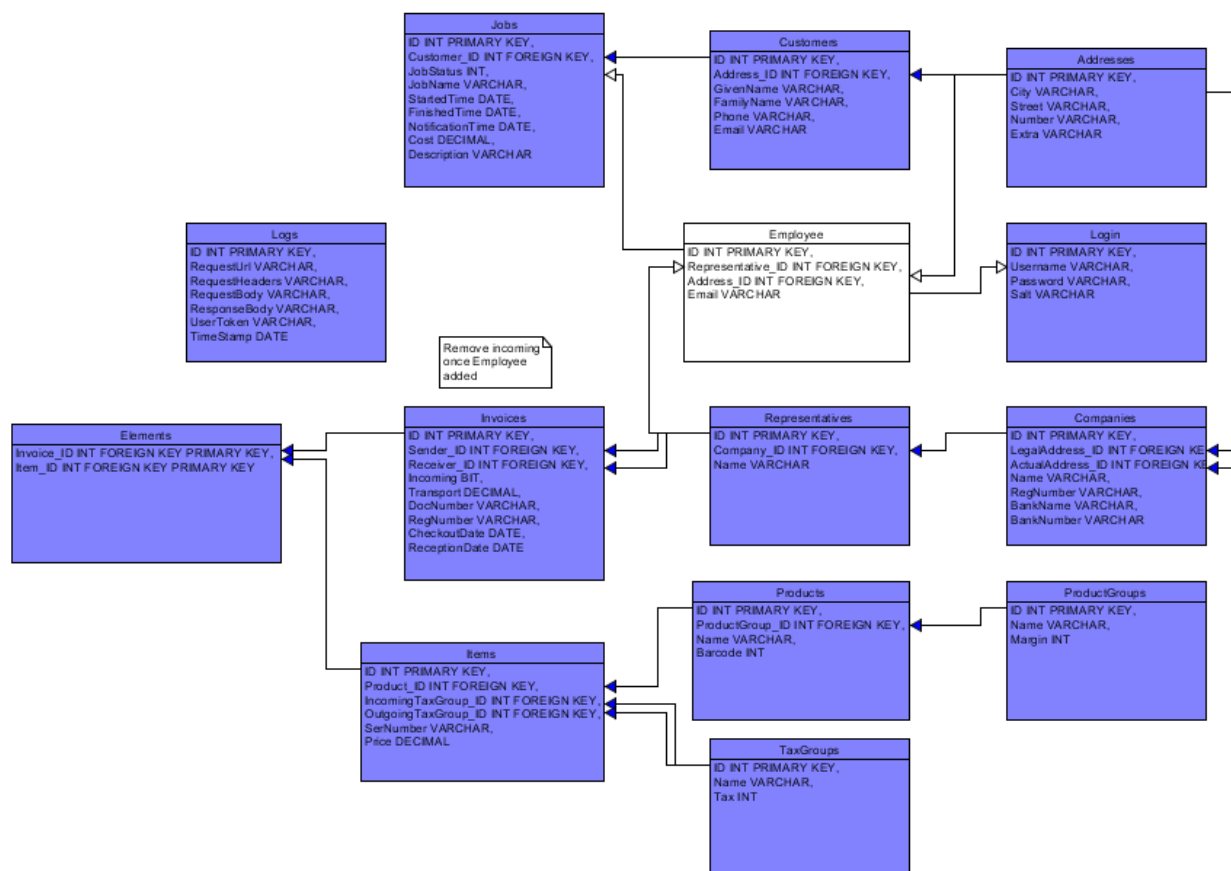 Jobs
ID INT PRIMARY KEY,
Customer_ID INT FOREIGN KEY,
JobStatus INT,
JobName VARCHAR,
StartedTime DATE,
FinishedTime DATE,
NotificationTime DATE,
Cost DECIMAL,
Description VARCHAR
Customers
ID INT PRIMARY KEY,
Address_ID INT FOREIGN KEY,
GivenName VARCHAR,
FamilyName VARCHAR,
Phone VARCHAR,
Email VARCHAR
Addresses
ID INT PRIMARY KEY,
City VARCHAR,
Street VARCHAR,
Number VARCHAR,
Extra VARCHAR
Logs
ID INT PRIMARY KEY,
RequestUrl VARCHAR,
RequestHeaders VARCHAR,
RequestBody VARCHAR,
ResponseBody VARCHAR,
UserToken VARCHAR,
TimeStamp DATE
Employee
ID INT PRIMARY KEY,
Representative_ID INT FOREIGN KEY,
Address_ID INT FOREIGN KEY,
Email VARCHAR
Login
ID INT PRIMARY KEY,
Username VARCHAR,
Password VARCHAR,
Salt VARCHAR
Remove incoming
once Employee
added
Elements
Invoice_ID INT FOREIGN KEY PRIMARY KEY,
Item_ID INT FOREIGN KEY PRIMARY KEY
Invoices
ID INT PRIMARY KEY,
Sender_ID INT FOREIGN KEY,
Receiver_ID INT FOREIGN KEY,
Incoming BIT,
Transport DECIMAL,
DocNumber VARCHAR,
RegNumber VARCHAR,
CheckoutDate DATE,
ReceptionDate DATE
Representatives
ID INT PRIMARY KEY,
Company_ID INT FOREIGN KEY,
Name VARCHAR
Companies
ID INT PRIMARY KEY,
LegalAddress_ID INT FOREIGN KE
ActualAddress_ID INT FOREIGN KE
Name VARCHAR,
RegNumber VARCHAR,
BankName VARCHAR,
BankNumber VARCHAR
Items
ID INT PRIMARY KEY,
Product_ID INT FOREIGN KEY,
IncomingTaxGroup_ID INT FOREIGN KEY,
OutgoingTaxGroup_ID INT FOREIGN KEY,
SerNumber VARCHAR,
Price DECIMAL
Products
ID INT PRIMARY KEY,
ProductGroup_ID INT FOREIGN KEY,
Name VARCHAR,
Barcode INT
ProductGroups
ID INT PRIMARY KEY,
Name VARCHAR,
Margin INT
TaxGroups
ID INT PRIMARY KEY,
Name VARCHAR,
Tax INT